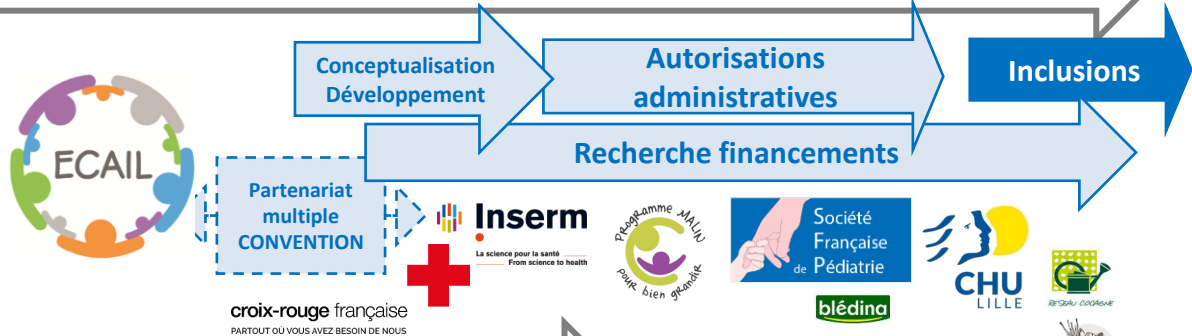 Conceptualisation
Développement
Autorisations
administratives
Inclusions
ECAIL
Recherche financements
Partenariat
multiple
CONVENTION
Inserm
La science pour la santé
From science to health
PROGRAMME MALIN
pour bien grandir
Société
Française
de Pédiatrie
blédina
CHU
LILLE
RESEAU COCAGNE
croix-rouge française
PARTOUT OÙ VOUS AVEZ BESOIN DE NOUS